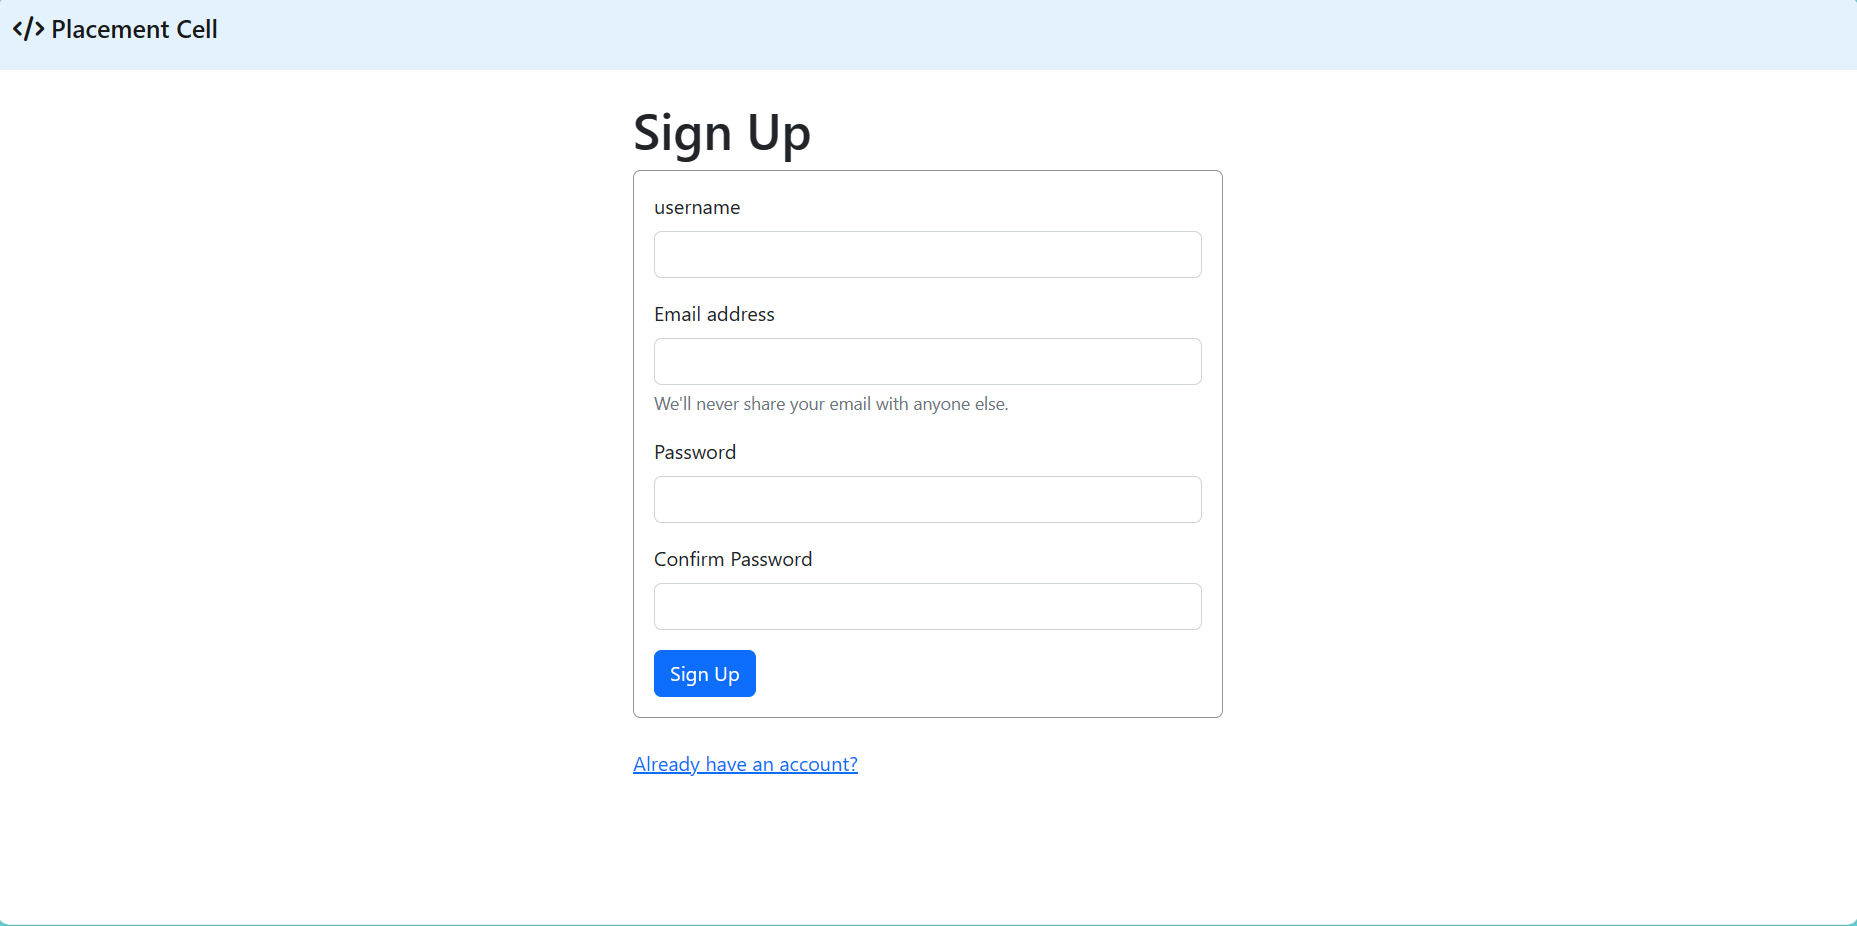 </> Placement Cell
Sign Up
username
Email address
We'll never share your email with anyone else.
Password
Confirm Password
Sign Up
Already have an account?